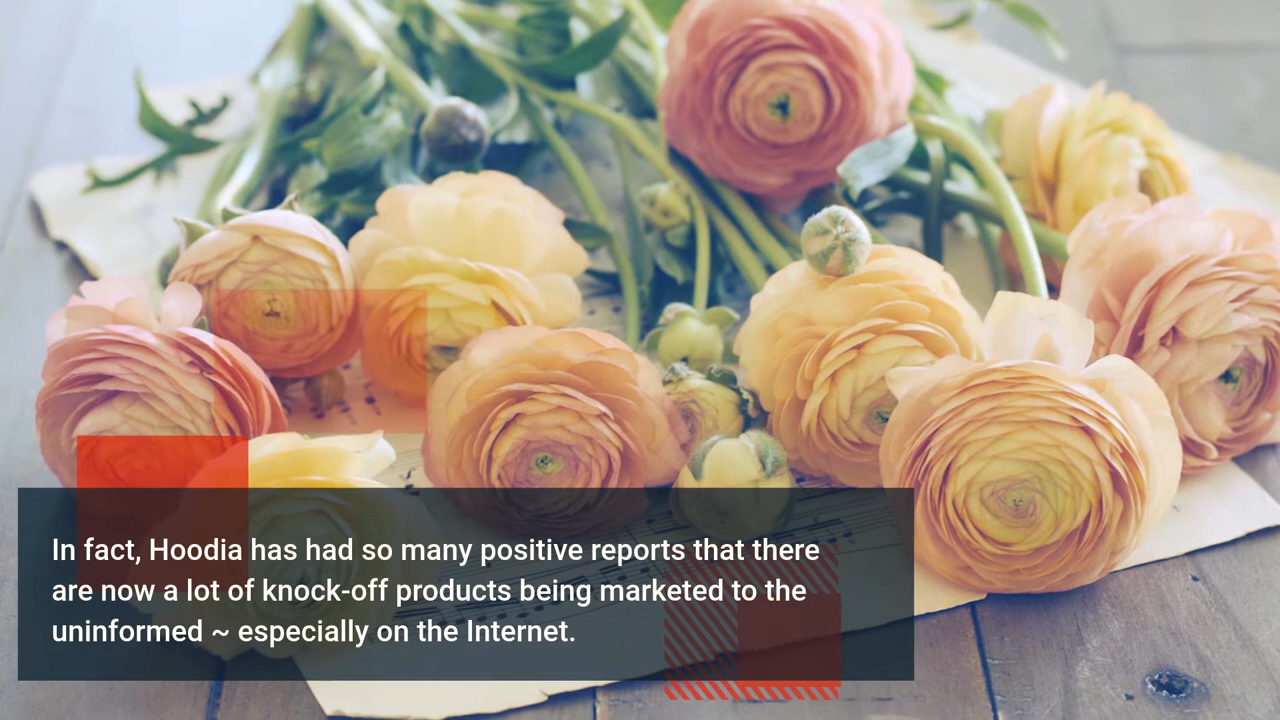 In fact, Hoodia has had so many positive reports that there
are now a lot of knock-off products being marketed to the
uninformed ~ especially on the Internet.